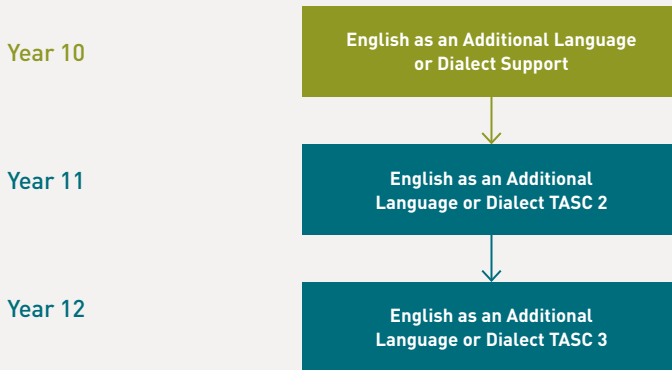 Year 10
English as an Additional Language
or Dialect Support
Year 11
English as an Additional
Language or Dialect TASC 2
Year 12
English as an Additional
Language or Dialect TASC 3